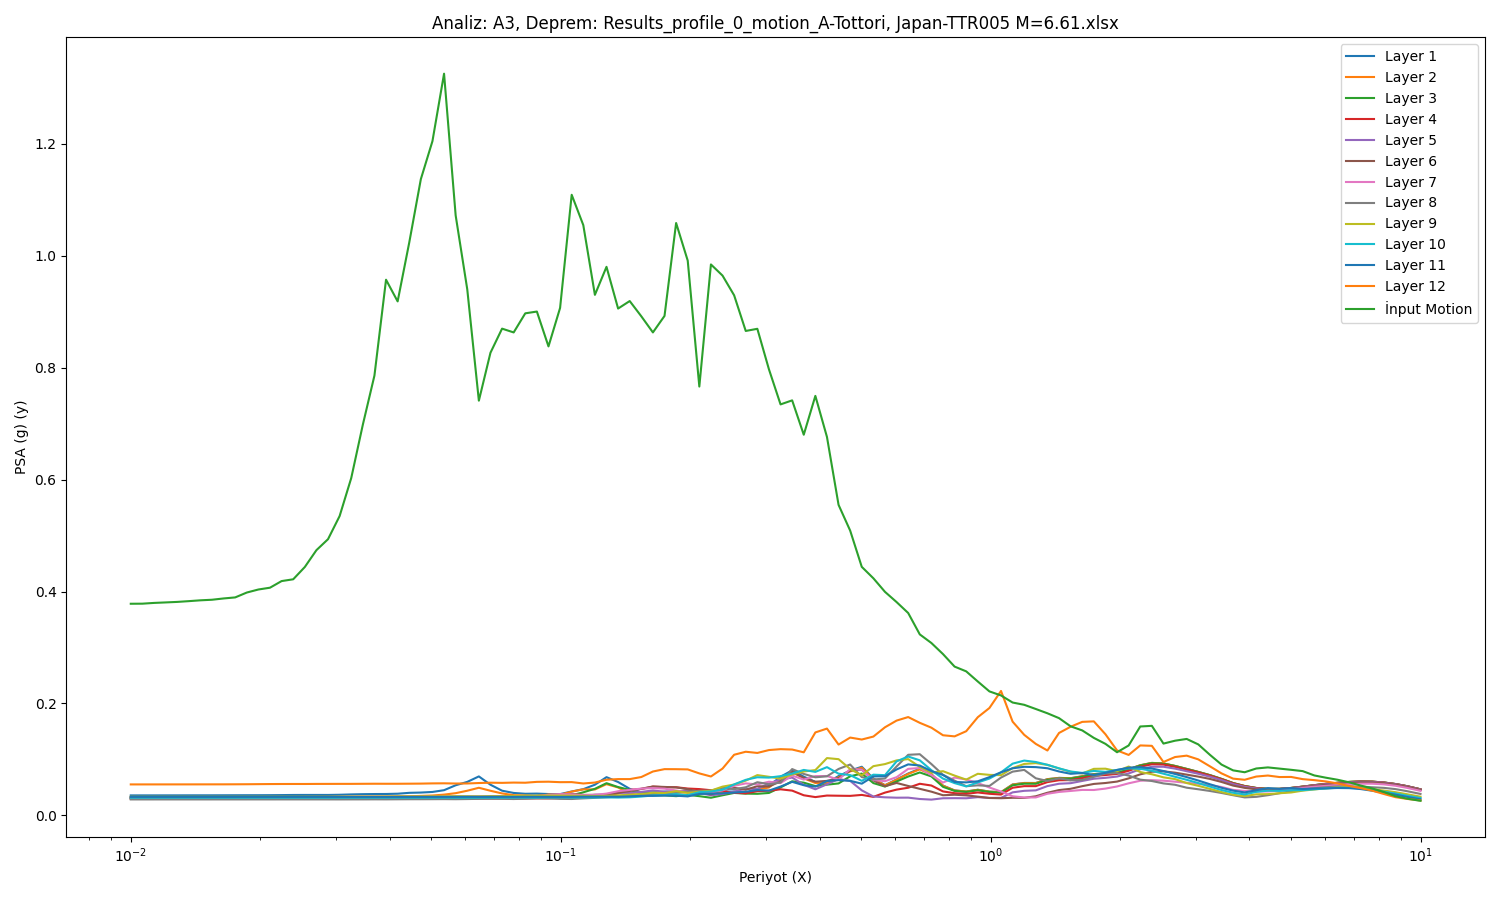 Analiz: A3, Deprem: Results_profile_0_motion_A-Tottori, Japan-TTR005 M=6.61.xlsx
Layer 1
Layer 2
Layer 3
Layer 4
Layer 5
Layer 6
Layer 7
Layer 8
Layer 9
Layer 10
Layer 11
Layer 12
İnput Motion
PSA (g) (y)
1.2
1.0
0.8
0.6
0.4
0.2
0.0
10⁻² 10⁻¹ 10⁰ 10¹
Periyot (X)